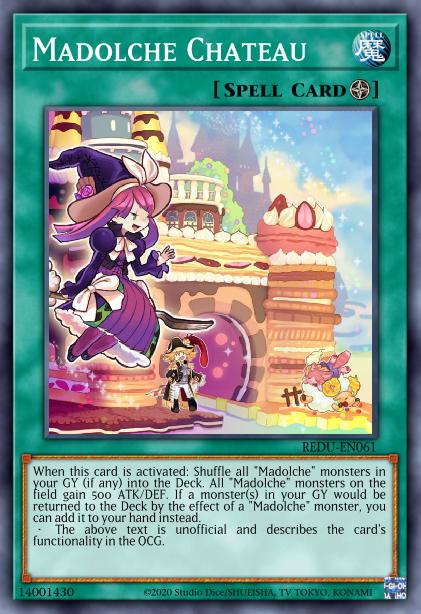 MADOLCHE CHATEAU
SPELL
魔
[SPELL CARD]
REDU-EN061
When this card is activated: Shuffle all "Madolche" monsters in
your GY (if any) into the Deck. All "Madolche" monsters on the
field gain 500 ATK/DEF. If a monster(s) in your GY would be
returned to the Deck by the effect of a "Madolche" monster, you
can add it to your hand instead.
· The above text is unofficial and describes the card's
functionality in the OCG.
14001430
©2020 Studio Dice/SHUEISHA, TV TOKYO, KONAMI